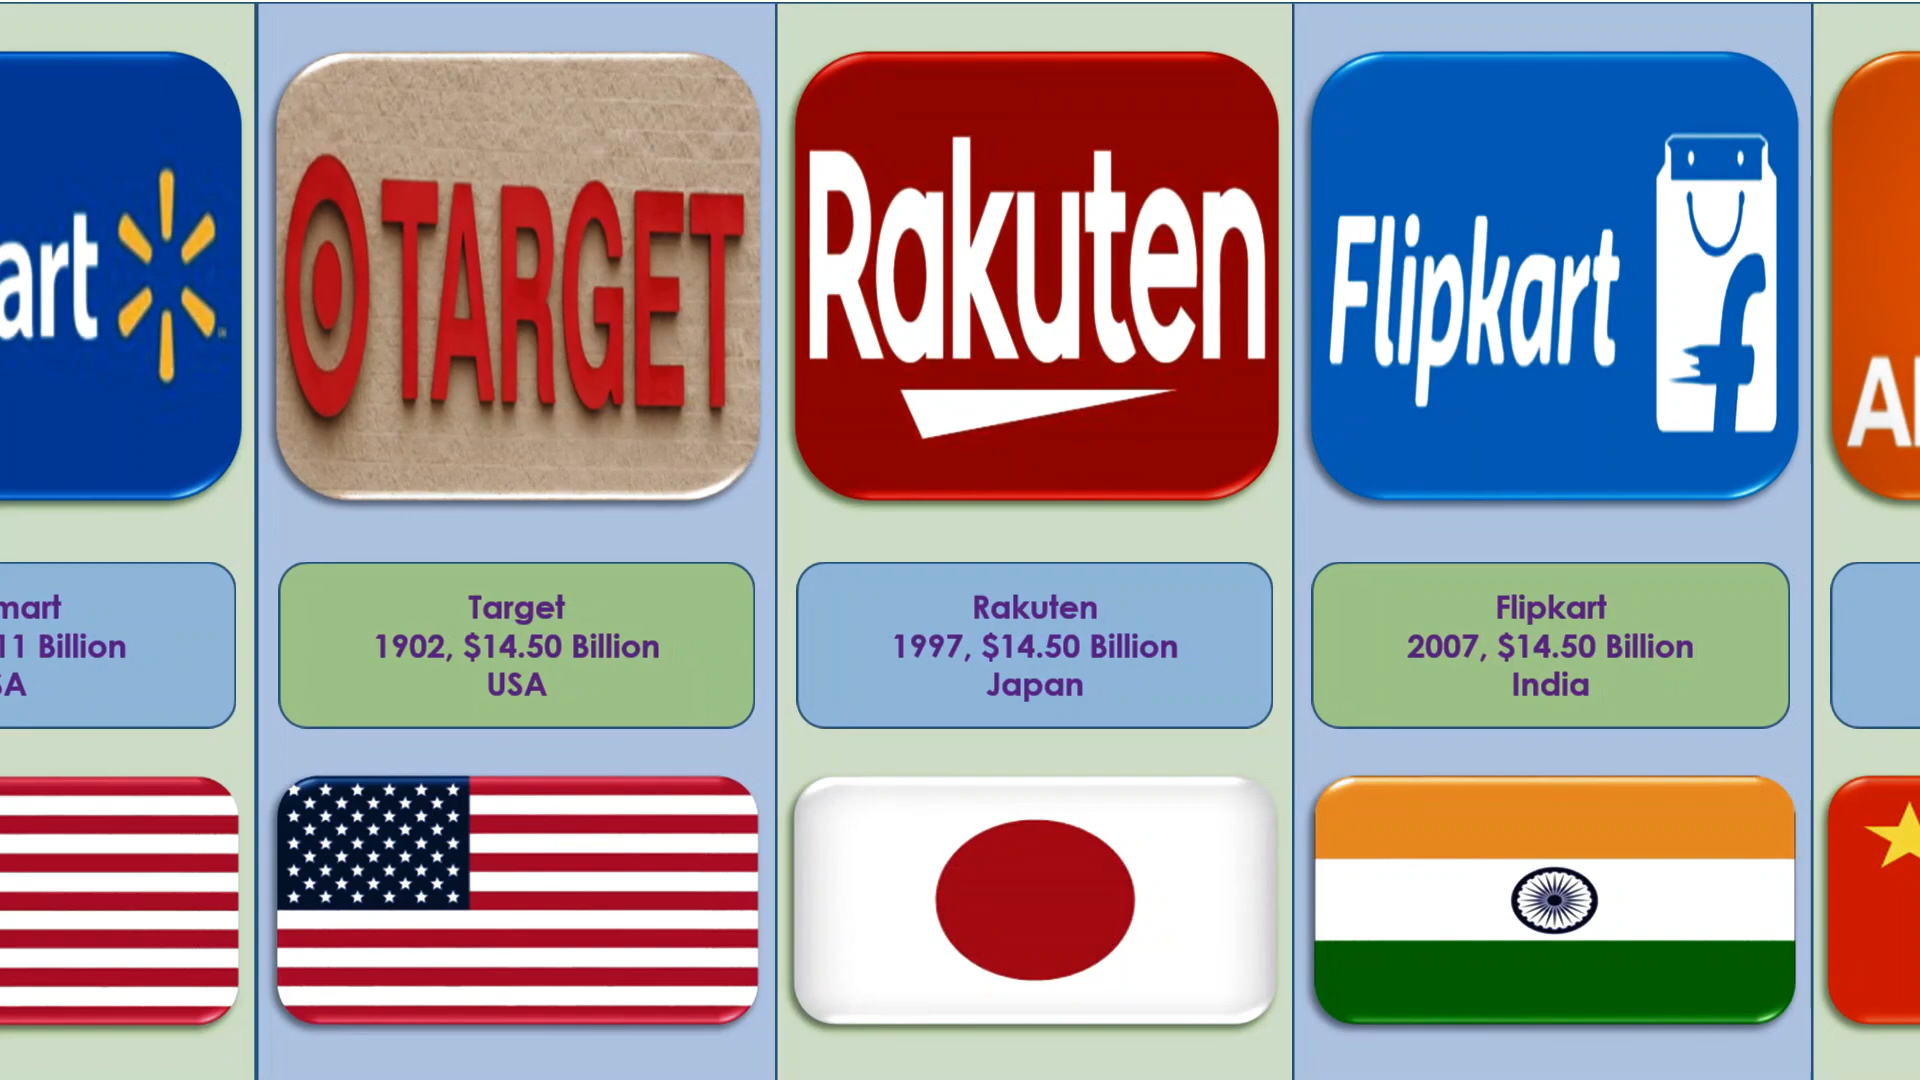 art
TARGET
Rakuten
Flipkart
mart
11 Billion
SA
Target
1902, $14.50 Billion
USA
Rakuten
1997, $14.50 Billion
Japan
Flipkart
2007, $14.50 Billion
India